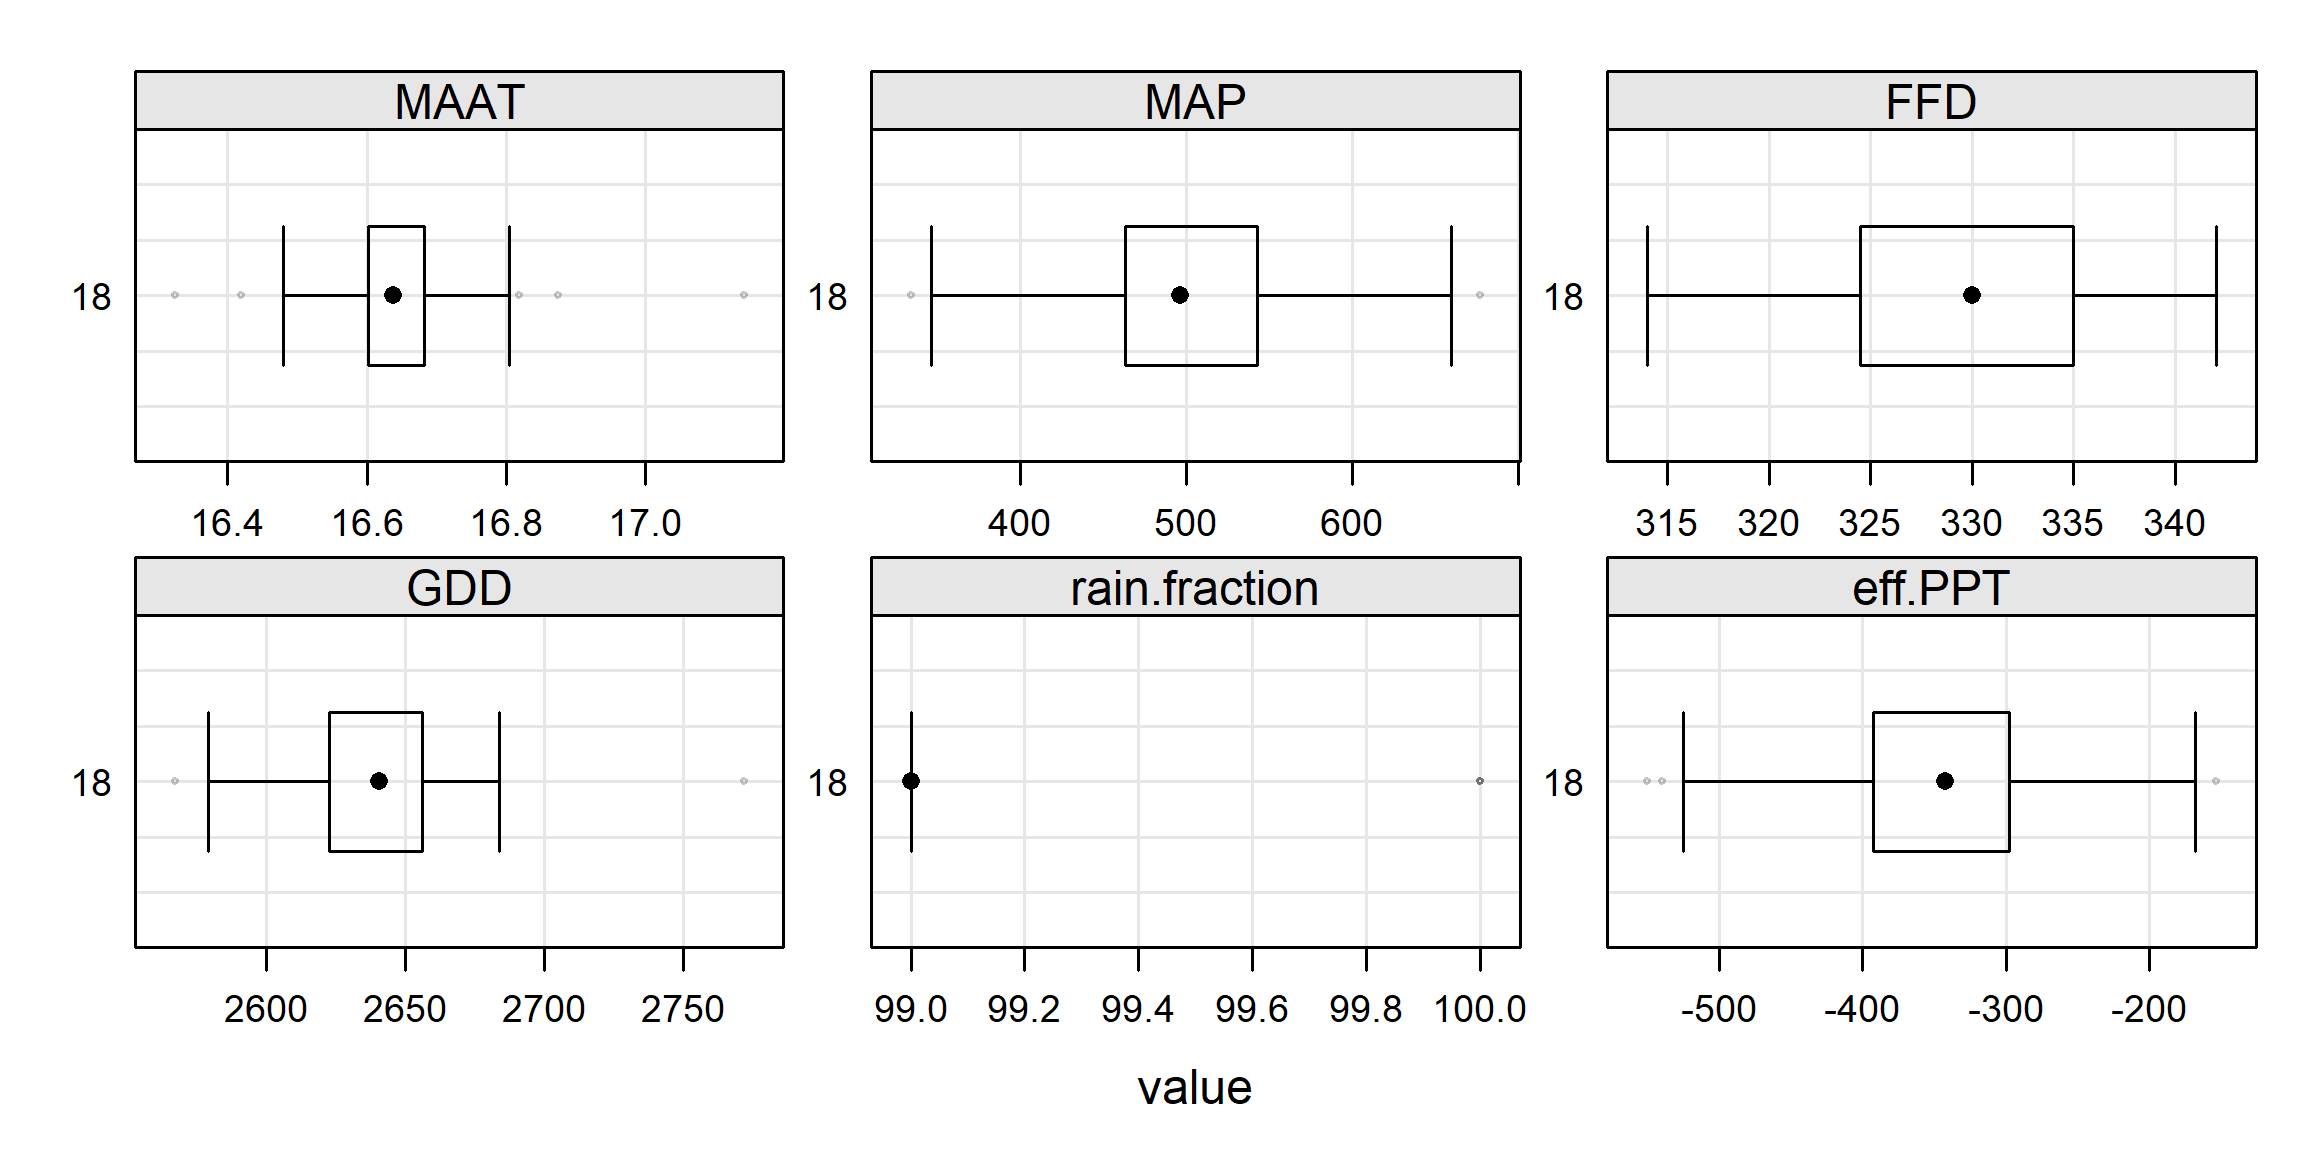 MAAT MAP FFD
18 18 18
16.4 16.6 16.8 17.0 400 500 600 315 320 325 330 335 340
GDD rain.fraction eff.PPT
18 18 18
2600 2650 2700 2750 99.0 99.2 99.4 99.6 99.8 100.0 -500 -400 -300 -200
value